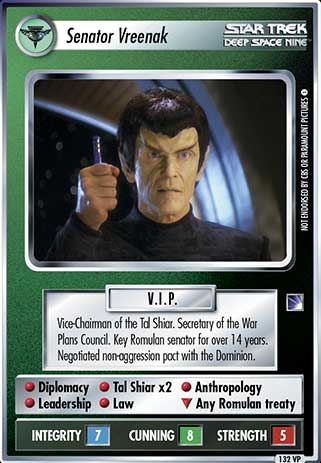 Senator Vreenak
STAR TREK
DEEP SPACE NINE
NOT ENDORSED BY CBS OR PARAMOUNT PICTURES
V.I.P.
Vice-Chairman of the Tal Shiar. Secretary of the War
Plans Council. Key Romulan senator for over 14 years.
Negotiated non-aggression pact with the Dominion.
Diplomacy Tal Shiar x2 Anthropology
Leadership Law Any Romulan treaty
INTEGRITY 7 CUNNING 8 STRENGTH 5
132 VP